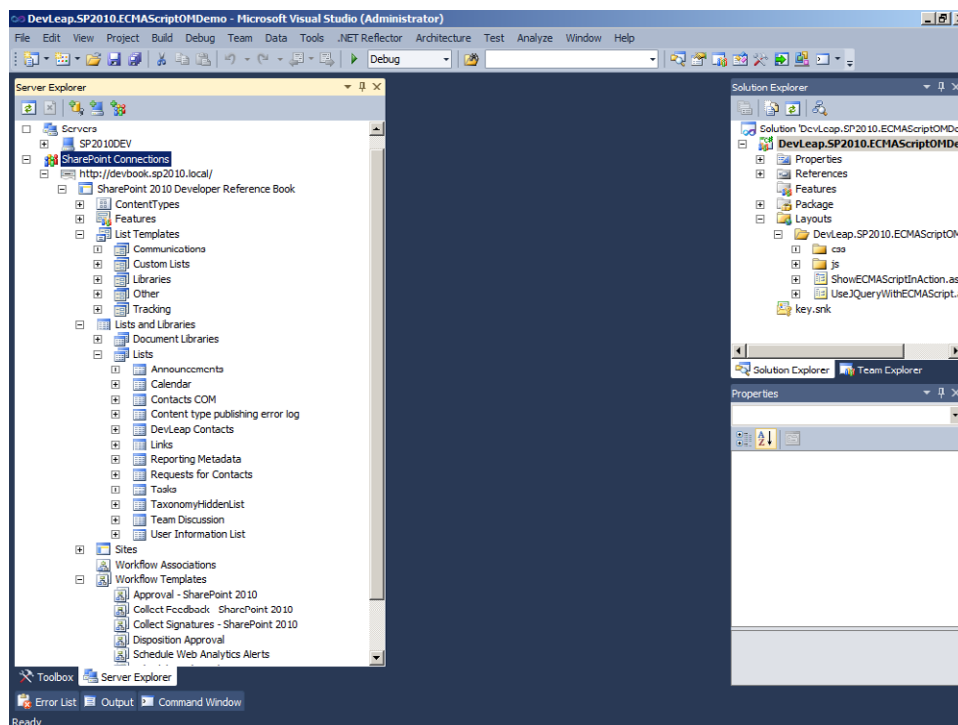 DevLeap.SP2010.ECMAScriptOMDemo - Microsoft Visual Studio (Administrator)
File Edit View Project Build Debug Team Data Tools .NET Reflector Architecture Test Analyze Window Help
Debug
Server Explorer
Servers
SP2010DEV
SharePoint Connections
http://devbook.sp2010.local/
SharePoint 2010 Developer Reference Book
ContentTypes
Features
List Templates
Communications
Custom Lists
Libraries
Other
Tracking
Lists and Libraries
Document Libraries
Lists
Announcements
Calendar
Contacts COM
Content type publishing error log
DevLeap Contacts
Links
Reporting Metadata
Requests for Contacts
Tasks
TaxonomyHiddenList
Team Discussion
User Information List
Sites
Workflow Associations
Workflow Templates
Approval - SharePoint 2010
Collect Feedback - SharePoint 2010
Collect Signatures - SharePoint 2010
Disposition Approval
Schedule Web Analytics Alerts
Toolbox Server Explorer
Error List Output Command Window
Ready
Solution Explorer
Solution 'DevLeap.SP2010.ECMAScriptOMDe
DevLeap.SP2010.ECMAScriptOMDe
Properties
References
Features
Package
Layouts
DevLeap.SP2010.ECMAScriptOM
css
js
ShowECMAScriptInAction.as
UseJQueryWithECMAScript.
key.snk
Solution Explorer Team Explorer
Properties